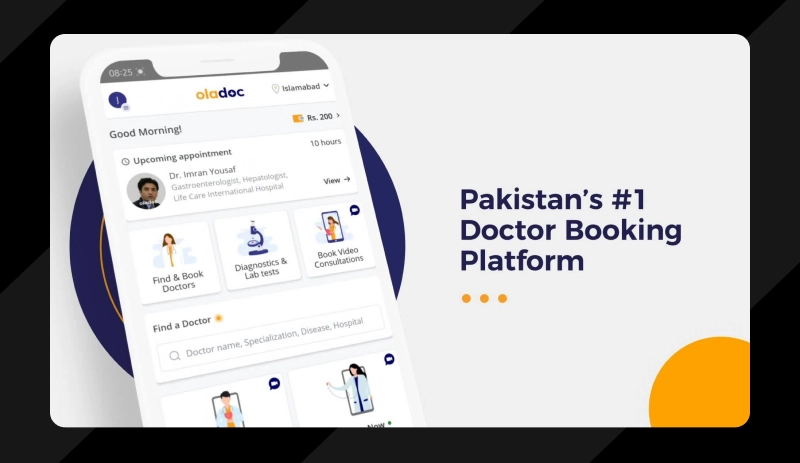 08:25
oladoc
Islamabad
Good Morning!
Rs. 200
Upcoming appointment
10 hours
Dr. Imran Yousaf
Gastroenterologist, Hepatologist,
Life Care International Hospital
View
Find & Book
Doctors
Diagnostics &
Lab tests
Book Video
Consultations
Find a Doctor
Doctor name, Specialization, Disease, Hospital
Now
Pakistan’s #1
Doctor Booking
Platform